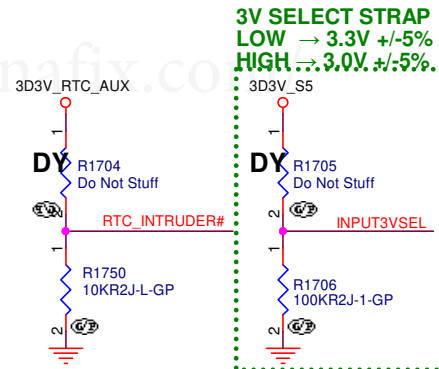 3V SELECT STRAP
LOW → 3.3V +/-5%
HIGH → 3.0V +/-5%
nafix.co
3D3V_RTC_AUX
3D3V_S5
1
1
DY
R1704
Do Not Stuff
DY
R1705
Do Not Stuff
2
2
G/P
RTC_INTRUDER#
INPUT3VSEL
1
1
R1750
10KR2J-L-GP
R1706
100KR2J-1-GP
2
G/P
2
G/P